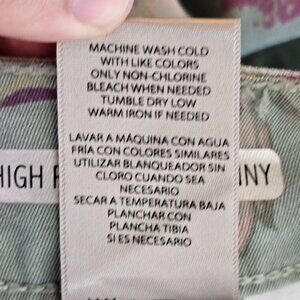 MACHINE WASH COLD
WITH LIKE COLORS
ONLY NON-CHLORINE
BLEACH WHEN NEEDED
TUMBLE DRY LOW
WARM IRON IF NEEDED
LAVAR A MÁQUINA CON AGUA
FRÍA CON COLORES SIMILARES
UTILIZAR BLANQUEADOR SIN
CLORO CUANDO SEA
NECESARIO
SECAR A TEMPERATURA BAJA
PLANCHAR CON
PLANCHA TIBIA
SI ES NECESARIO
HIGH